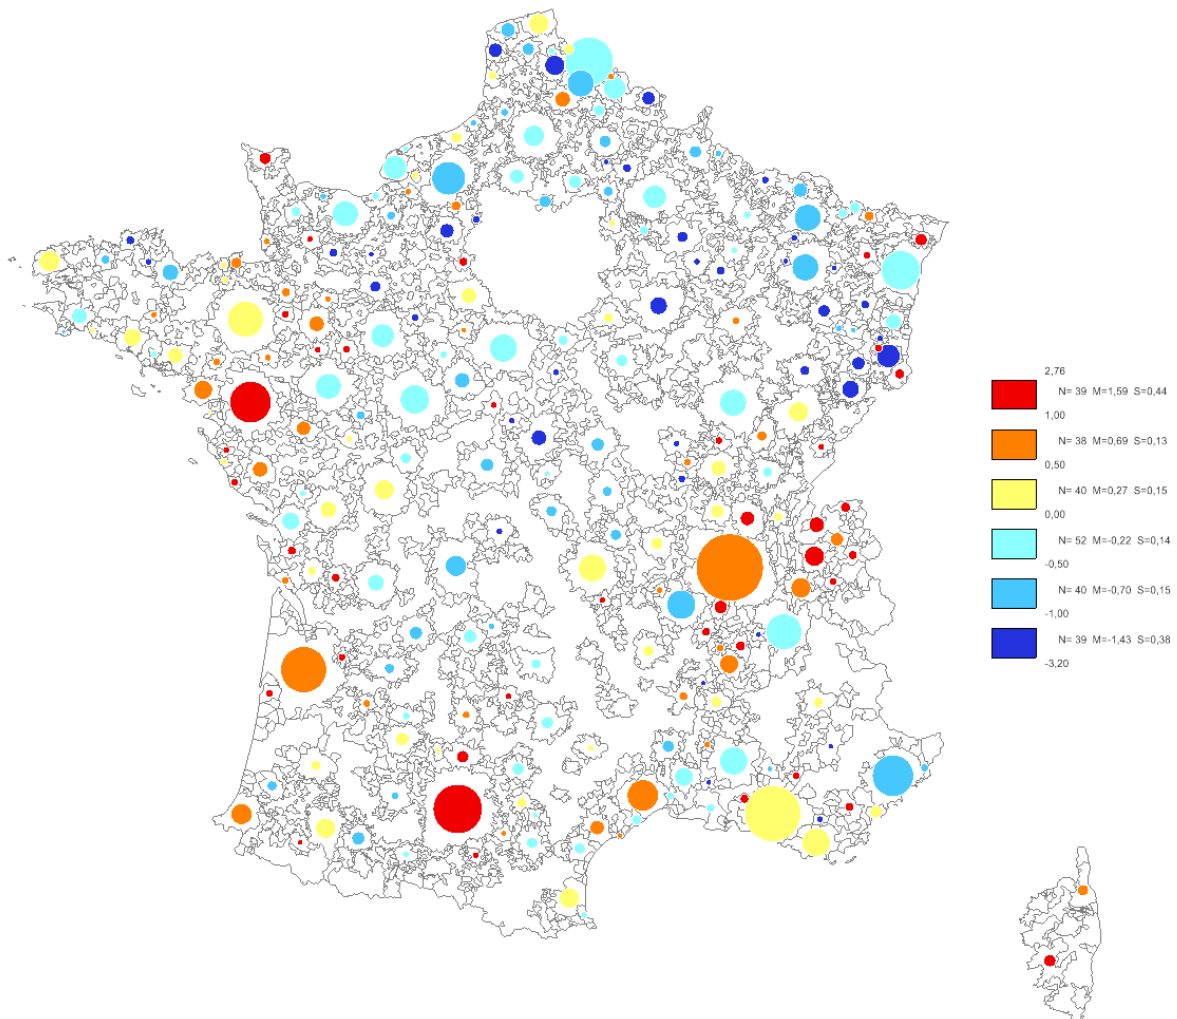 2,76
N= 39 M=1,59 S=0,44
1,00
N= 38 M=0,69 S=0,13
0,50
N= 40 M=0,27 S=0,15
0,00
N= 52 M=-0,22 S=0,14
-0,50
N= 40 M=-0,70 S=0,15
-1,00
N= 39 M=-1,43 S=0,38
-3,20